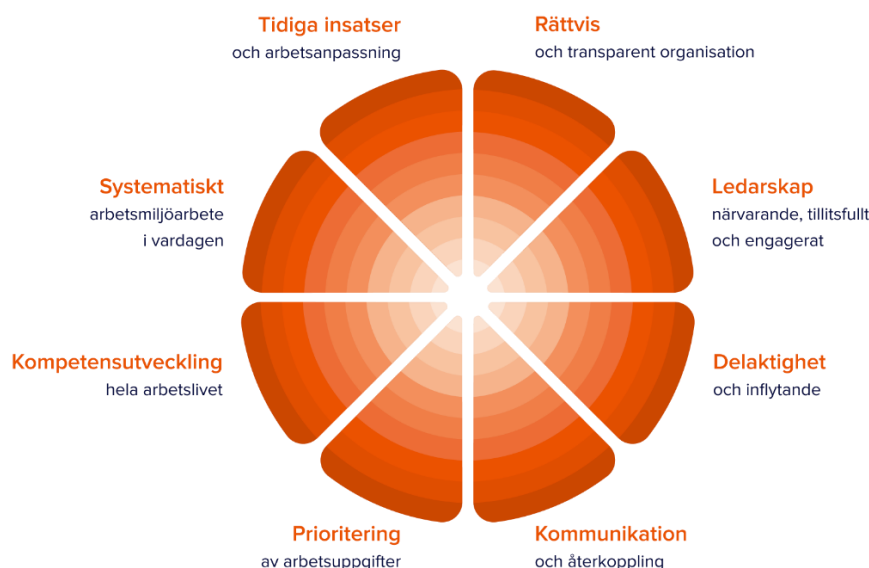 Tidiga insatser
och arbetsanpassning
Rättvis
och transparent organisation
Systematiskt
arbetsmiljöarbete
i vardagen
Ledarskap
närvarande, tillitsfullt
och engagerat
Kompetensutveckling
hela arbetslivet
Delaktighet
och inflytande
Prioritering
av arbetsuppgifter
Kommunikation
och återkoppling